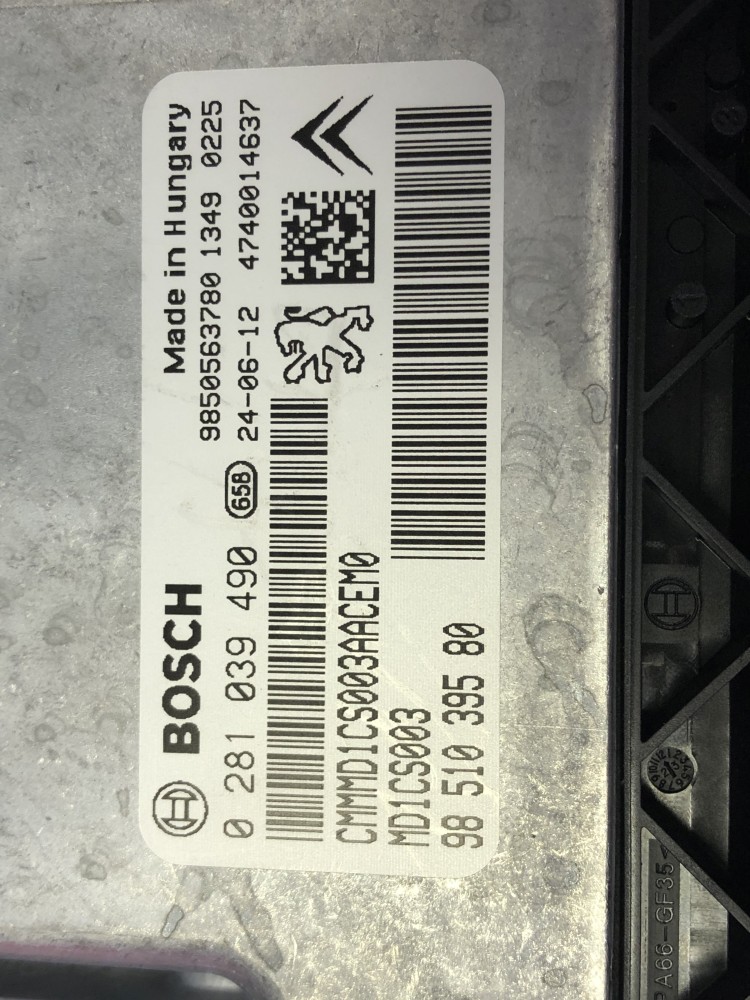 BOSCH
Made in Hungary
9850563780 1349 0225
0 281 039 490 658 24-06-12 4740014637
CMMMD1CS003AACEM0
MD1CS003
98 510 395 80
A66-GF35<